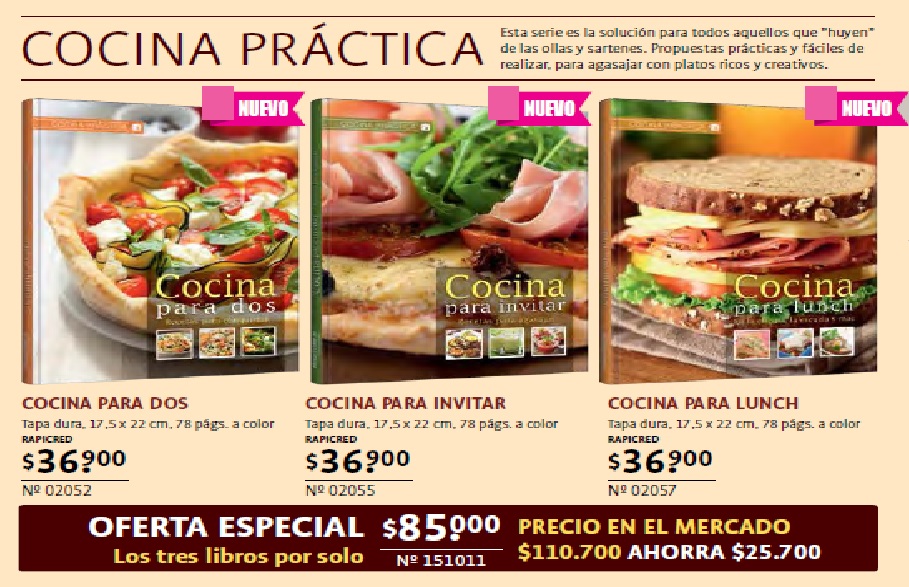 COCINA PRÁCTICA
Esta serie es la solución para todos aquellos que "huyen"
de las ollas y sartenes. Propuestas prácticas y fáciles de
realizar, para agasajar con platos ricos y creativos.
NUEVO
NUEVO
NUEVO
COCINA PRÁCTICA
COCINA PRÁCTICA
COCINA PRÁCTICA
Cocina
para dos
Cocina
para invitar
Recetas para agasajar
Cocina
para lunch
COCINA PARA DOS
Tapa dura, 17,5 x 22 cm, 78 págs. a color
RAPICRED
$36.900
Nº 02052
COCINA PARA INVITAR
Tapa dura, 17,5 x 22 cm, 78 págs. a color
RAPICRED
$36.900
Nº 02055
COCINA PARA LUNCH
Tapa dura, 17,5 x 22 cm, 78 págs. a color
RAPICRED
$36.900
Nº 02057
OFERTA ESPECIAL
Los tres libros por solo
$85.000
Nº 151011
PRECIO EN EL MERCADO
$110.700 AHORRA $25.700